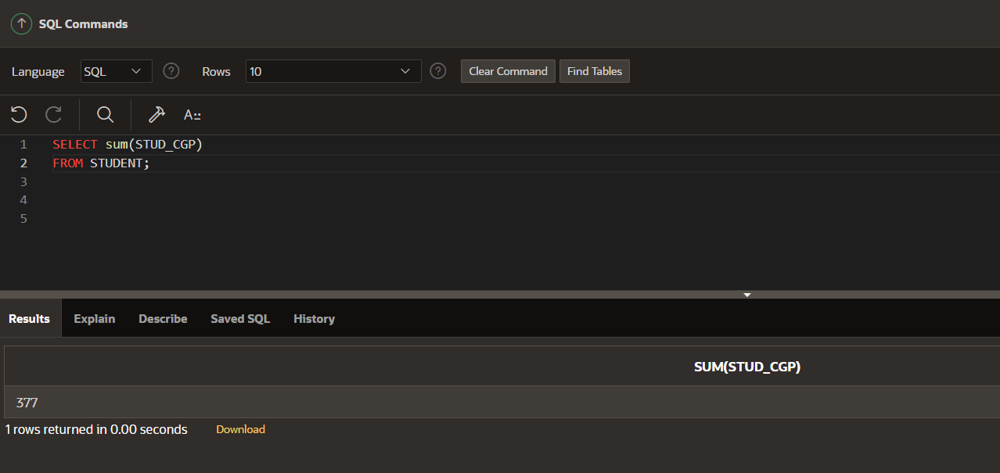 SQL Commands
Language SQL ? Rows 10 ? Clear Command Find Tables
A::
1 SELECT sum(STUD_CGP)
2 FROM STUDENT;
3
4
5
Results Explain Describe Saved SQL History
SUM(STUD_CGP)
377
1 rows returned in 0.00 seconds Download